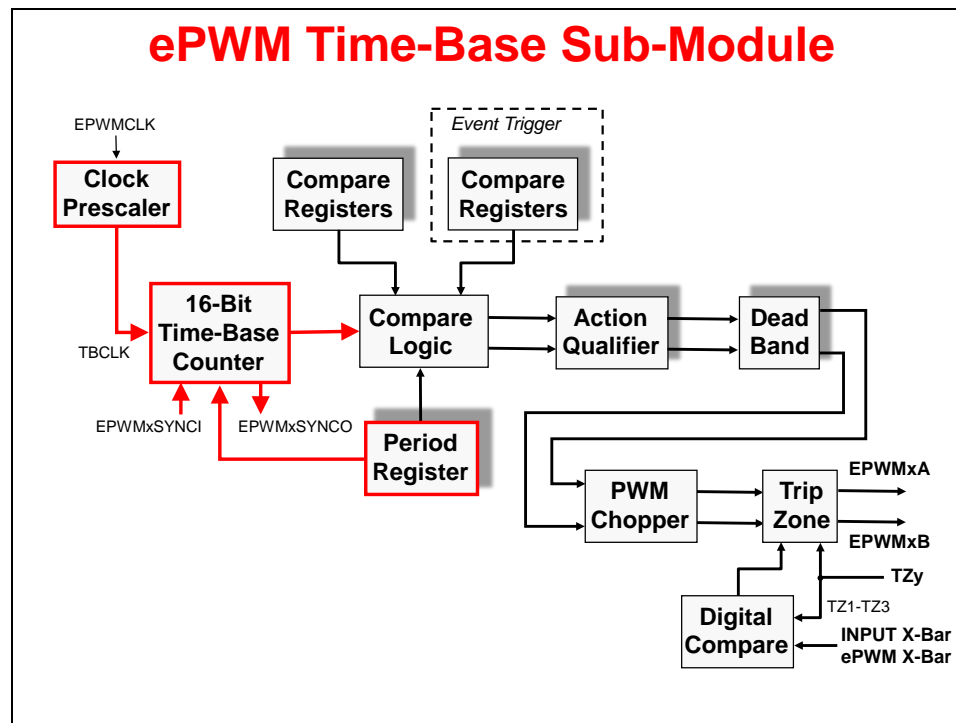 ePWM Time-Base Sub-Module
EPWMCLK
Clock
Prescaler
Event Trigger
Compare
Registers
Compare
Registers
16-Bit
Time-Base
Counter
TBCLK
Compare
Logic
Action
Qualifier
Dead
Band
EPWMxSYNCI
EPWMxSYNCO
Period
Register
PWM
Chopper
Trip
Zone
EPWMxA
EPWMxB
TZy
TZ1-TZ3
Digital
Compare
INPUT X-Bar
ePWM X-Bar